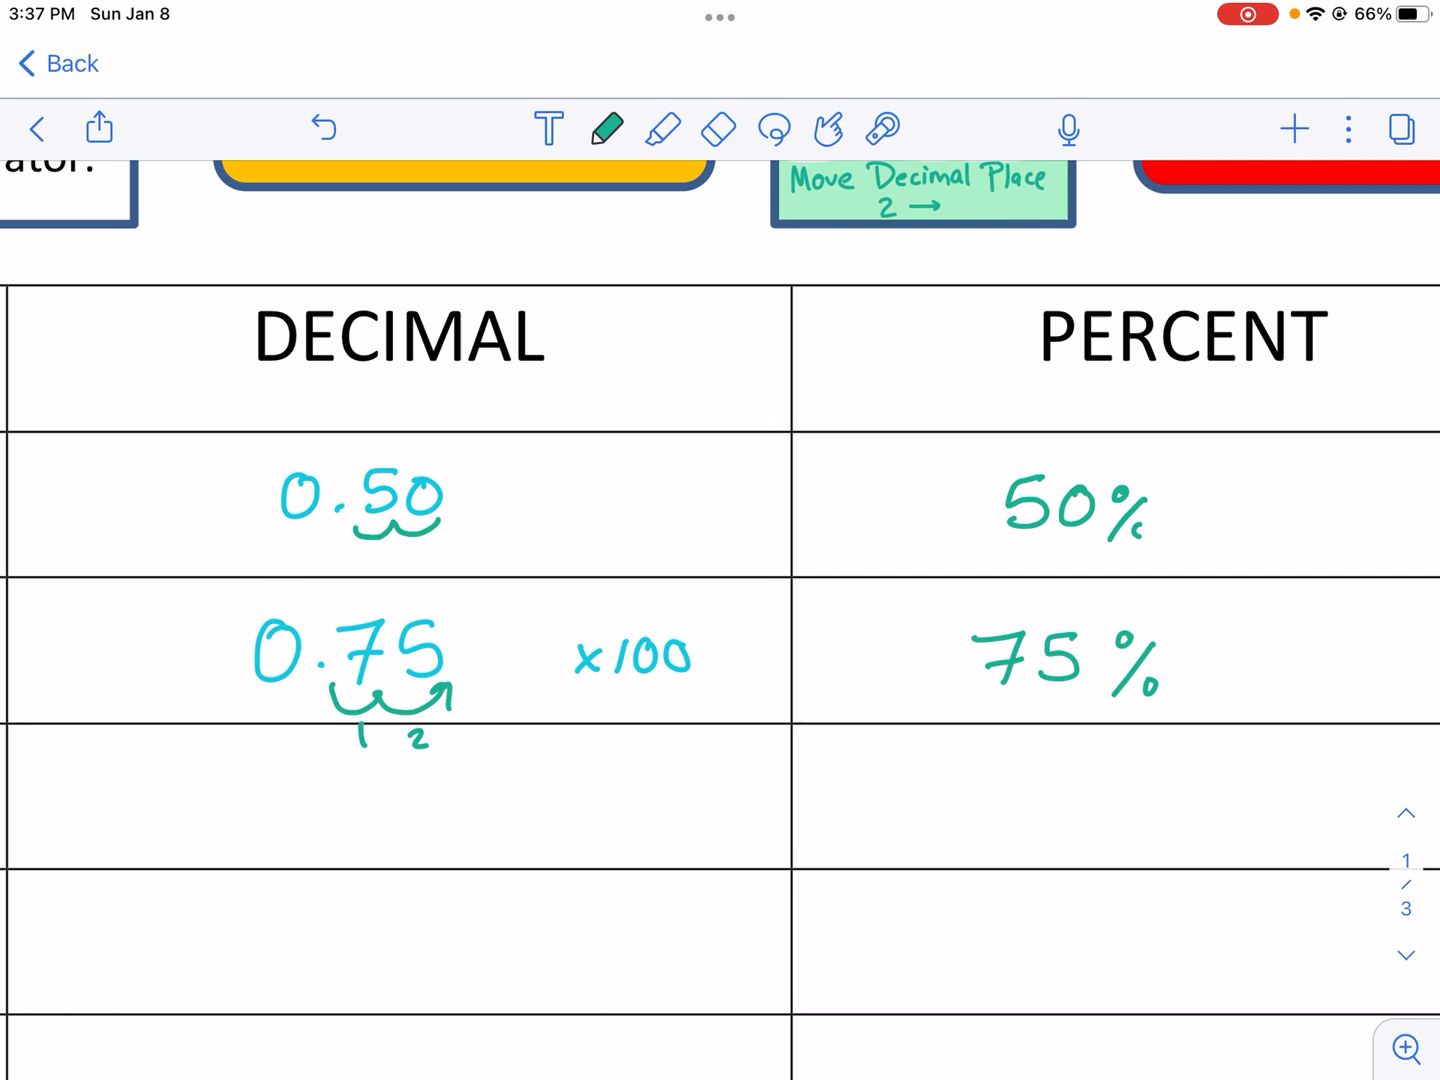 3:37 PM Sun Jan 8 66%
Back
T
ator.
Move Decimal Place
2 →
DECIMAL PERCENT
0.50 50%
0.75 x100 75%
1 2
1
/
3